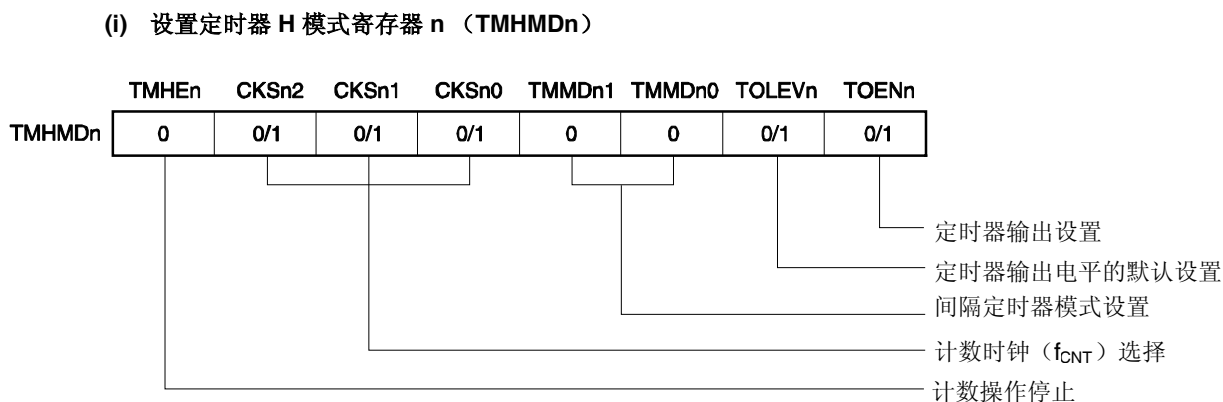 (i) 设置定时器 H 模式寄存器 n （TMHMDn）
TMHEn CKSn2 CKSn1 CKSn0 TMMDn1 TMMDn0 TOLEVn TOENn
TMHMDn 0 0/1 0/1 0/1 0 0 0/1 0/1
定时器输出设置
定时器输出电平的默认设置
间隔定时器模式设置
计数时钟（fCNT）选择
计数操作停止